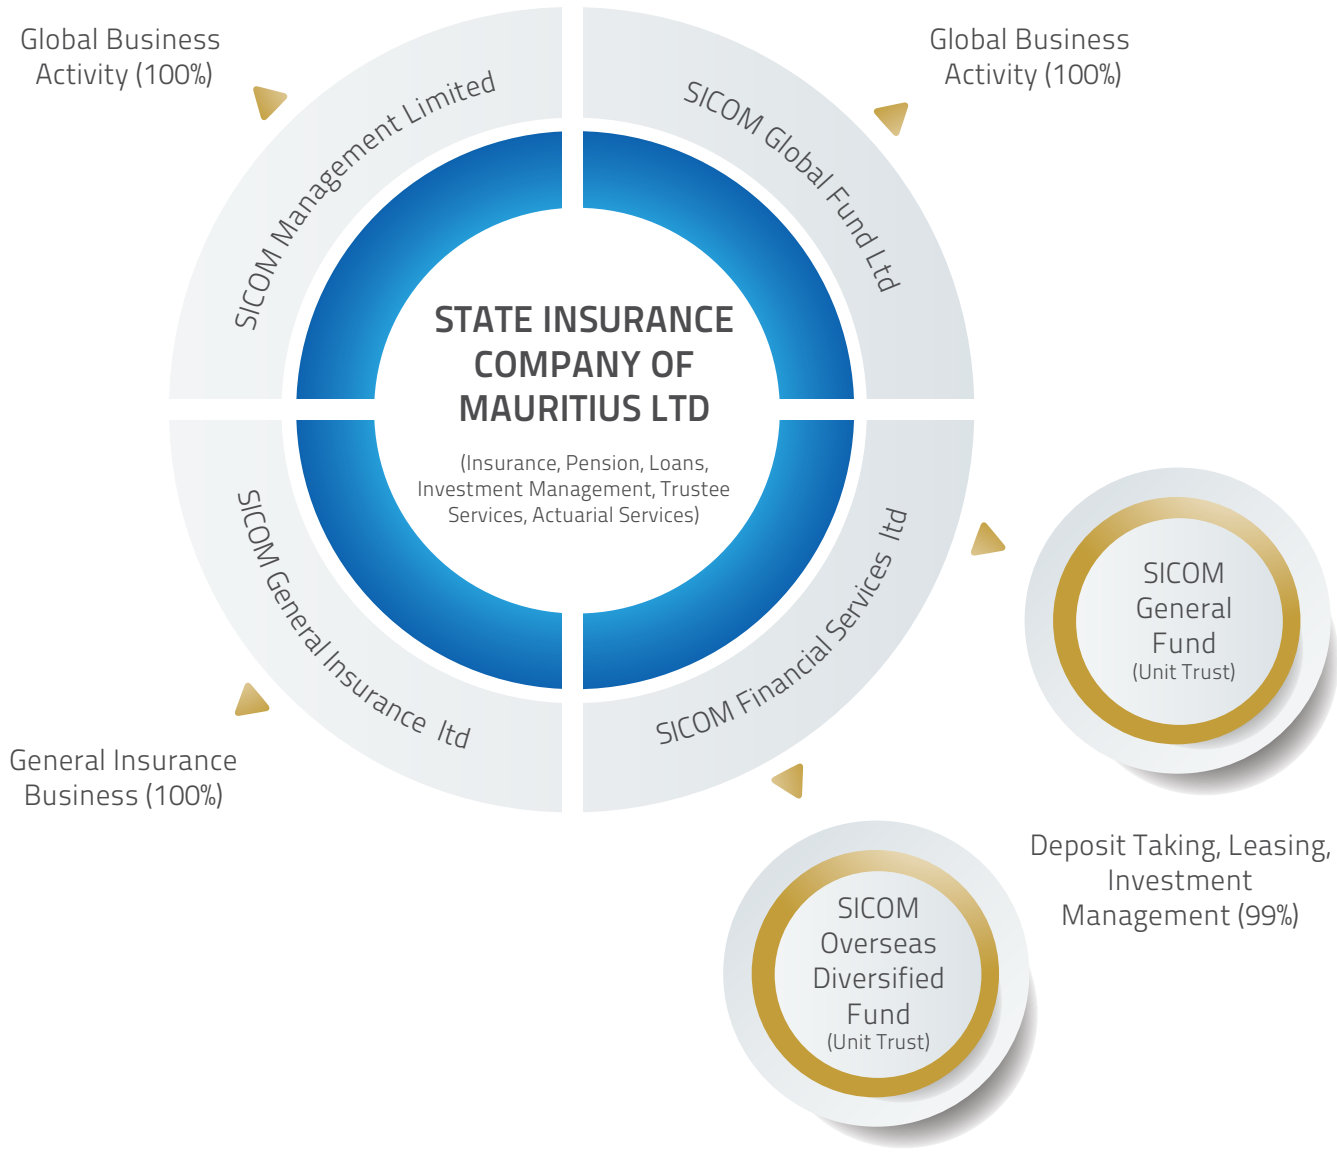 Global Business
Activity (100%)
Global Business
Activity (100%)
SICOM Management Limited
SICOM Global Fund Ltd
STATE INSURANCE
COMPANY OF
MAURITIUS LTD
(Insurance, Pension, Loans,
Investment Management, Trustee
Services, Actuarial Services)
SICOM General Insurance ltd
SICOM Financial Services ltd
General Insurance
Business (100%)
SICOM
General
Fund
(Unit Trust)
Deposit Taking, Leasing,
Investment
Management (99%)
SICOM
Overseas
Diversified
Fund
(Unit Trust)